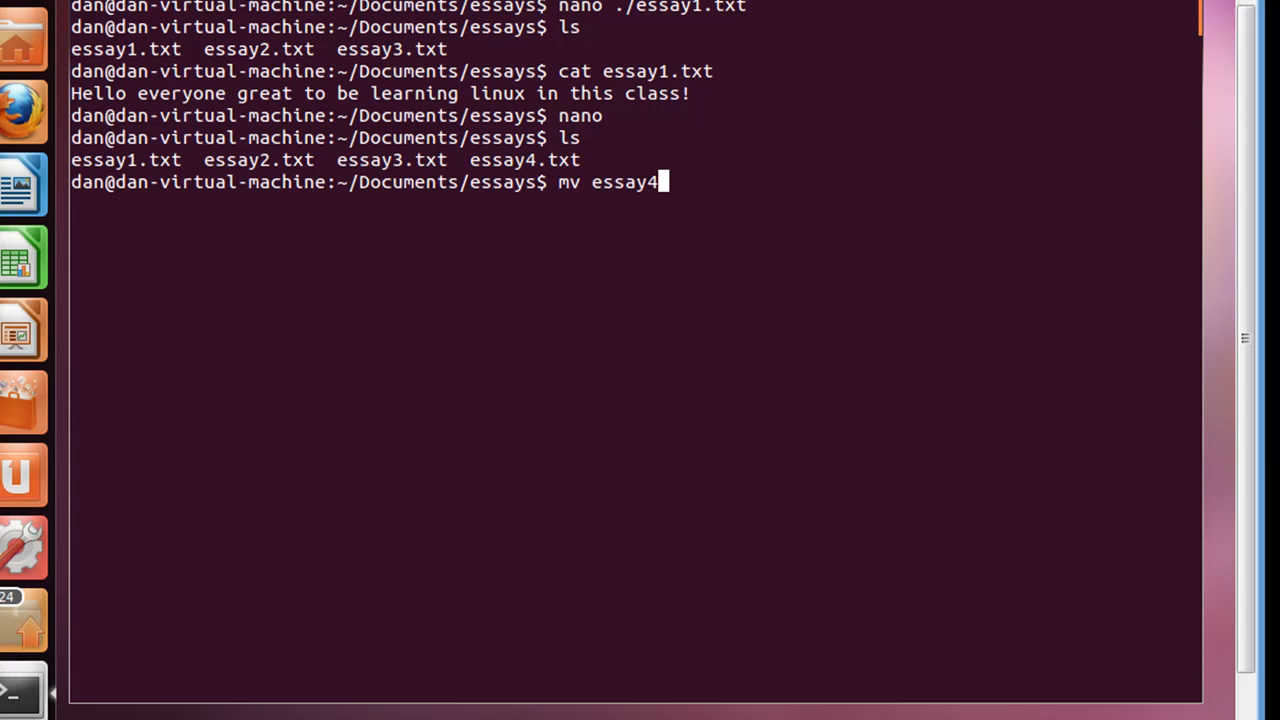 dan@dan-virtual-machine:~/Documents/essays$ nano ./essay1.txt
dan@dan-virtual-machine:~/Documents/essays$ ls
essay1.txt  essay2.txt  essay3.txt
dan@dan-virtual-machine:~/Documents/essays$ cat essay1.txt
Hello everyone great to be learning linux in this class!
dan@dan-virtual-machine:~/Documents/essays$ nano
dan@dan-virtual-machine:~/Documents/essays$ ls
essay1.txt  essay2.txt  essay3.txt  essay4.txt
dan@dan-virtual-machine:~/Documents/essays$ mv essay4
24